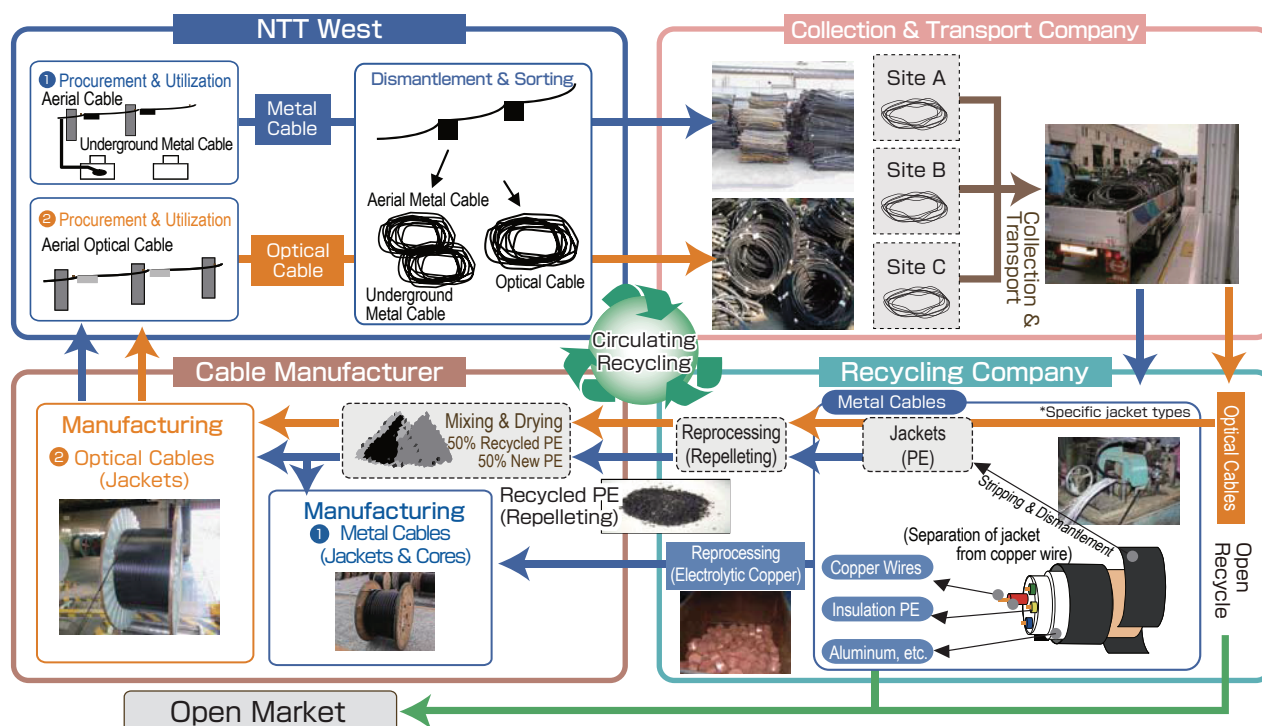 NTT West
❶ Procurement & Utilization
Aerial Cable
Underground Metal Cable
Metal
Cable
❷ Procurement & Utilization
Aerial Optical Cable
Optical
Cable
Dismantlement & Sorting
Aerial Metal Cable
Underground
Metal Cable
Optical Cable
Collection & Transport Company
Site A
Site B
Site C
Collection &
Transport
Circulating
Recycling
Cable Manufacturer
Manufacturing
❷ Optical Cables
(Jackets)
Mixing & Drying
50% Recycled PE
50% New PE
Manufacturing
❶ Metal Cables
(Jackets & Cores)
Recycling Company
Metal Cables
*Specific jacket types
Optical Cables
Reprocessing
(Repelleting)
Jackets
(PE)
Recycled PE
(Repelleting)
Stripping & Dismantlement
(Separation of jacket
from copper wire)
Reprocessing
(Electrolytic Copper)
Copper Wires
Insulation PE
Aluminum, etc.
Open
Recycle
Open Market